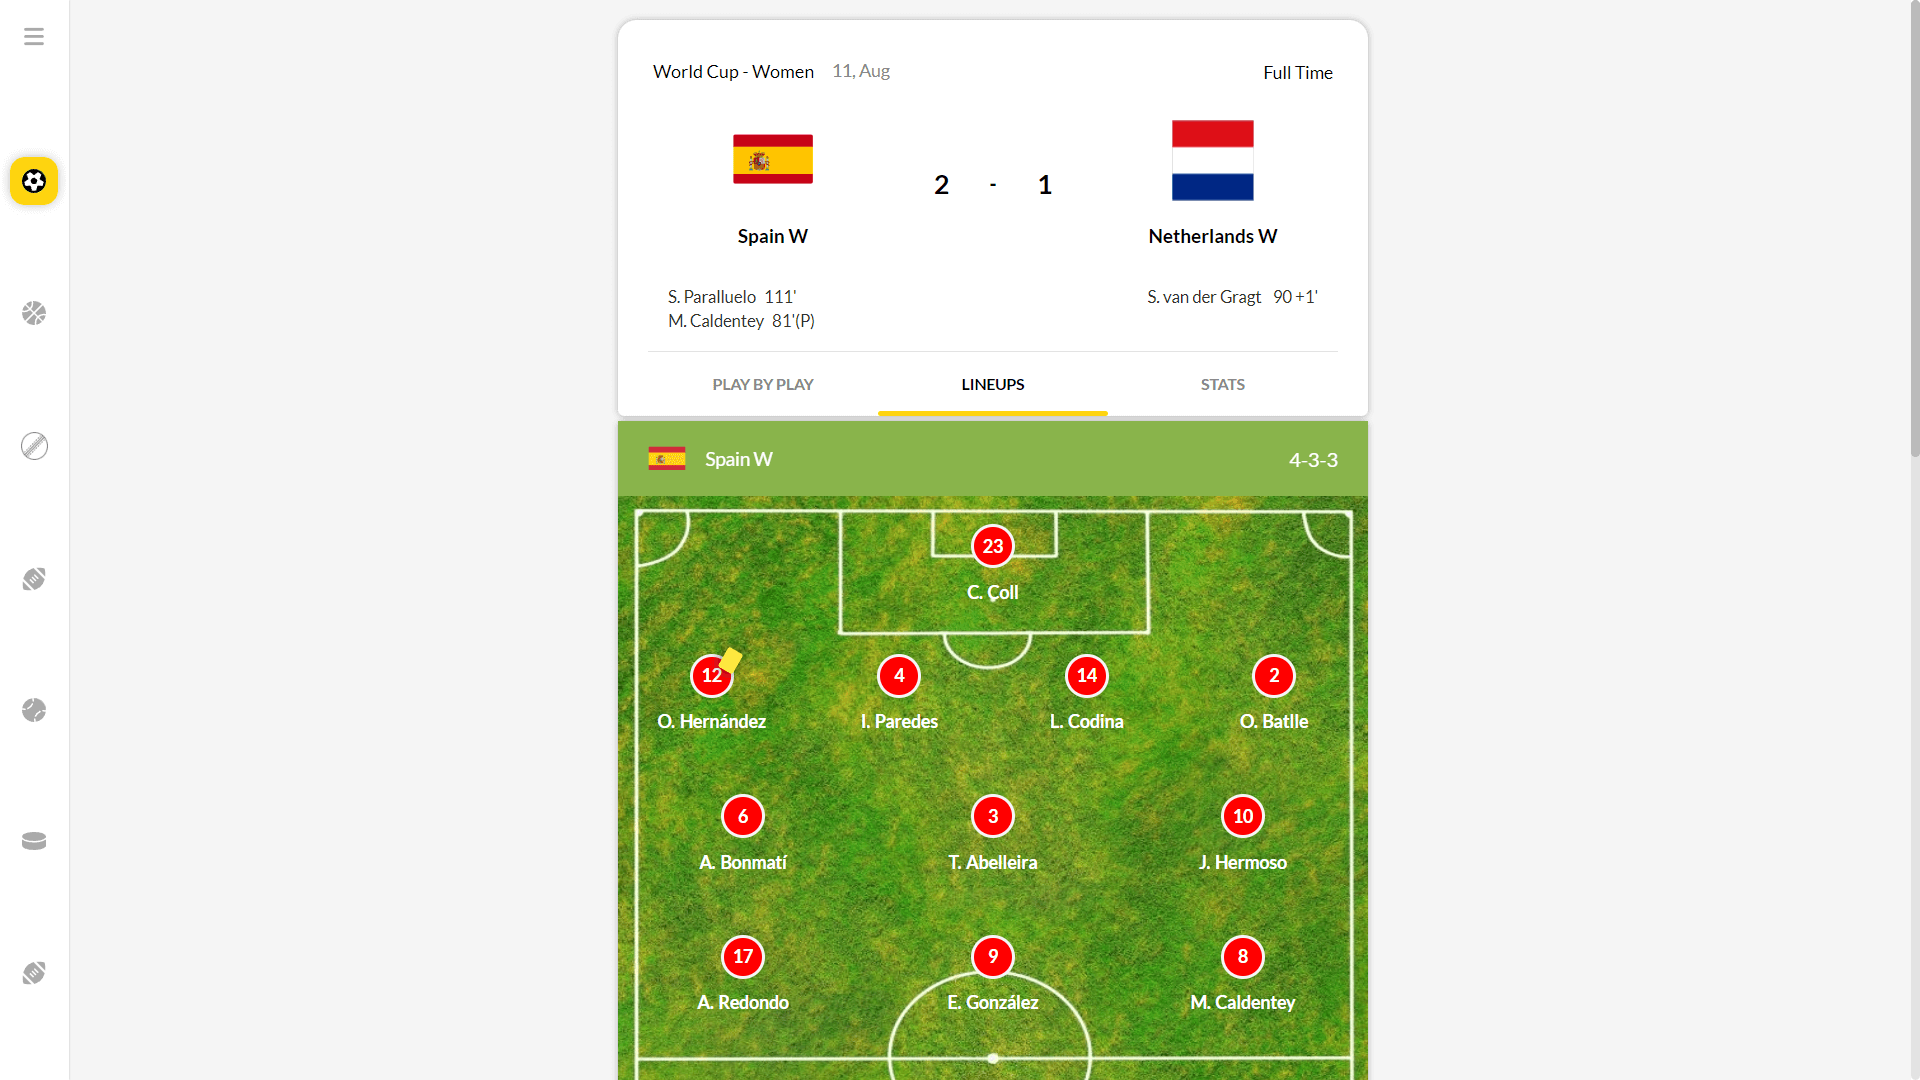 World Cup - Women 11, Aug Full Time
2 - 1
Spain W Netherlands W
S. Paralluelo 111' S. van der Gragt 90 +1'
M. Caldentey 81'(P)
PLAY BY PLAY LINEUPS STATS
Spain W 4-3-3
23
C. Coll
12 4 14 2
O. Hernández I. Paredes L. Codina O. Batlle
6 3 10
A. Bonmatí T. Abelleira J. Hermoso
17 9 8
A. Redondo E. González M. Caldentey